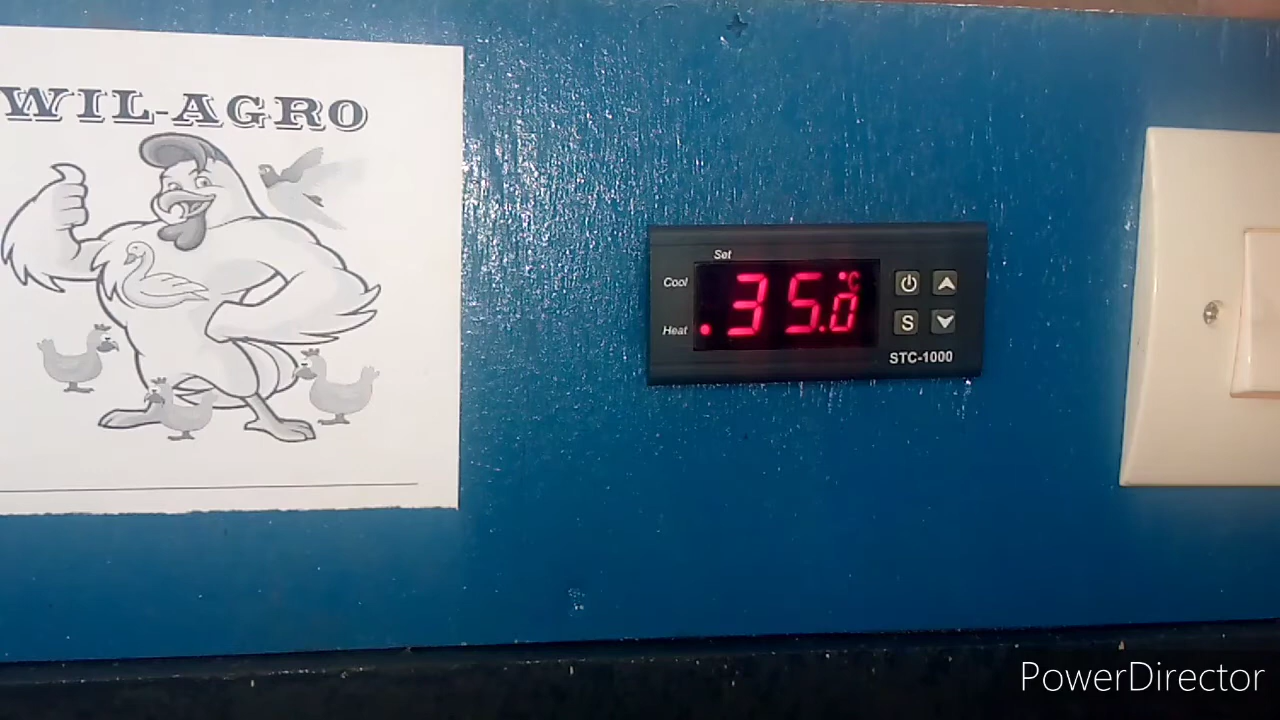 WIL-AGRO
Set
Cool
Heat
35.0 °C
S
STC-1000
PowerDirector